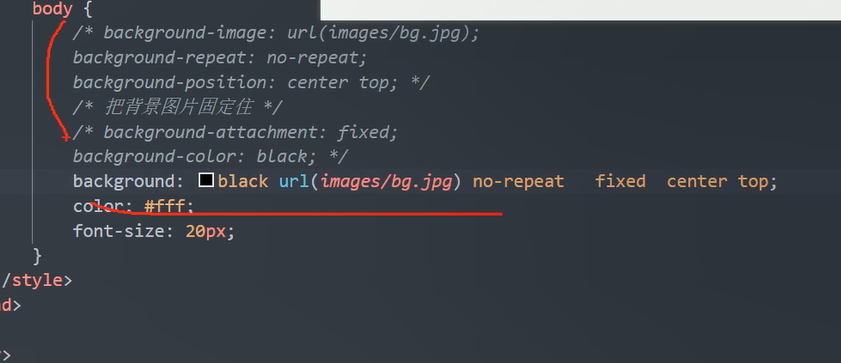 body {
/* background-image: url(images/bg.jpg);
background-repeat: no-repeat;
background-position: center top; */
/* 把背景图片固定住 */
/* background-attachment: fixed;
background-color: black; */
background: black url(images/bg.jpg) no-repeat fixed center top;
color: #fff;
font-size: 20px;
}
/style>
d>
>